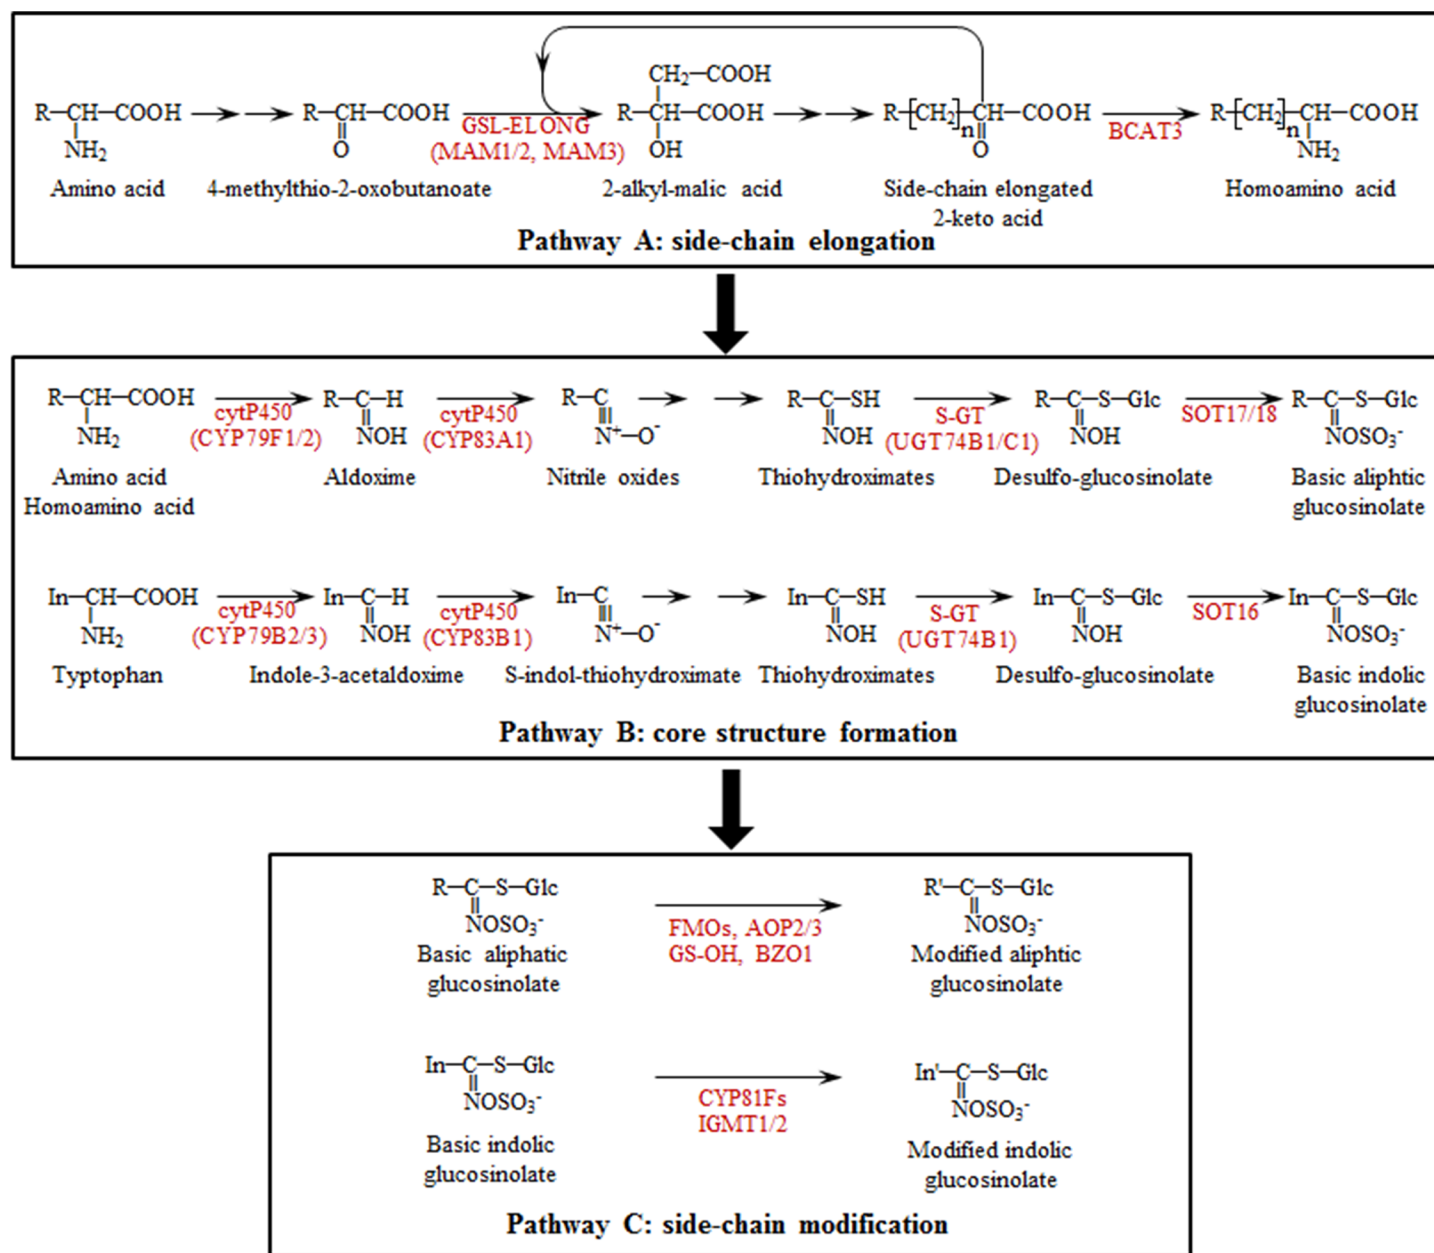 CH2-COOH
R-CH-COOH R-C-COOH R-CH-COOH R-[CH2]n-CH-COOH R-[CH2]n-CH-COOH
GSL-ELONG
BCAT3
(MAM1/2, MAM3)
NH2 O OH O NH2
Amino acid 4-methylthio-2-oxobutanoate 2-alkyl-malic acid Side-chain elongated Homoamino acid
2-keto acid
Pathway A: side-chain elongation
R-CH-COOH R-C-H R-C R-C-SH R-C-S-Glc R-C-S-Glc
cytP450 cytP450 S-GT SOT17/18
(CYP79F1/2) (CYP83A1) (UGT74B1/C1)
NH2 NOH N+-O- NOH NOH NOSO3-
Amino acid Aldoxime Nitrile oxides Thiohydroximates Desulfo-glucosinolate Basic aliphtic
Homoamino acid glucosinolate
In-CH-COOH In-C-H In-C In-C-SH In-C-S-Glc In-C-S-Glc
cytP450 cytP450 S-GT SOT16
(CYP79B2/3) (CYP83B1) (UGT74B1)
NH2 NOH N+-O- NOH NOH NOSO3-
Typtophan Indole-3-acetaldoxime S-indol-thiohydroximate Thiohydroximates Desulfo-glucosinolate Basic indolic
glucosinolate
Pathway B: core structure formation
R-C-S-Glc R'-C-S-Glc
NOSO3- FMOs, AOP2/3 NOSO3-
Basic aliphatic GS-OH, BZO1 Modified aliphtic
glucosinolate glucosinolate
In-C-S-Glc In'-C-S-Glc
NOSO3- CYP81Fs NOSO3-
IGMT1/2
Basic indolic Modified indolic
glucosinolate glucosinolate
Pathway C: side-chain modification